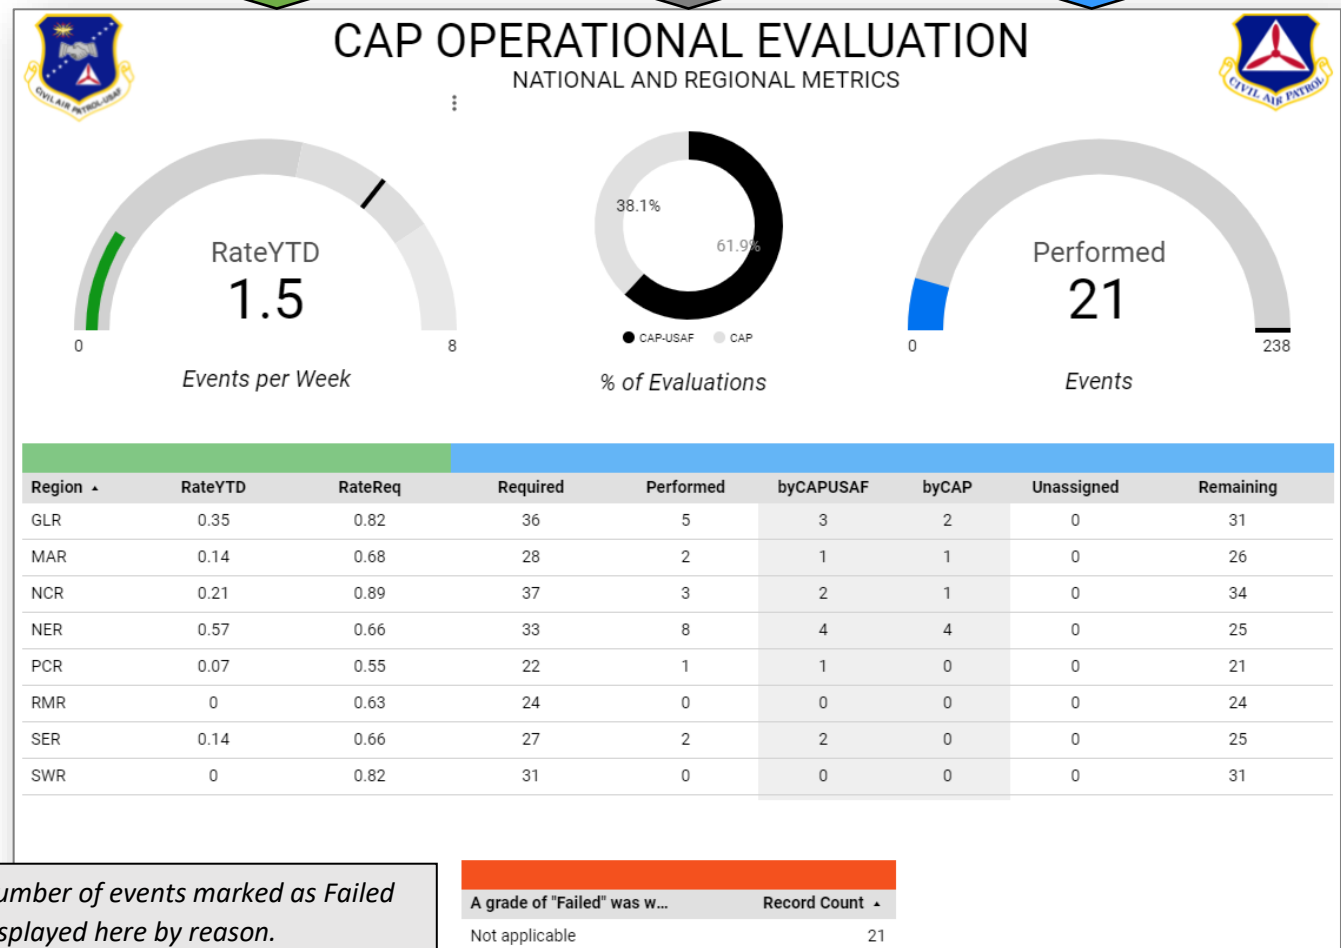 CAP OPERATIONAL EVALUATION
NATIONAL AND REGIONAL METRICS
CIVIL AIR PATROL-USAF
CIVIL AIR PATROL
RateYTD
1.5
0 8
Events per Week
38.1%
61.9%
CAP-USAF CAP
% of Evaluations
Performed
21
0 238
Events
Region RateYTD RateReq Required Performed byCAPUSAF byCAP Unassigned Remaining
GLR 0.35 0.82 36 5 3 2 0 31
MAR 0.14 0.68 28 2 1 1 0 26
NCR 0.21 0.89 37 3 2 1 0 34
NER 0.57 0.66 33 8 4 4 0 25
PCR 0.07 0.55 22 1 1 0 0 21
RMR 0 0.63 24 0 0 0 0 24
SER 0.14 0.66 27 2 2 0 0 25
SWR 0 0.82 31 0 0 0 0 31
umber of events marked as Failed
splayed here by reason.
A grade of "Failed" was w... Record Count
Not applicable 21